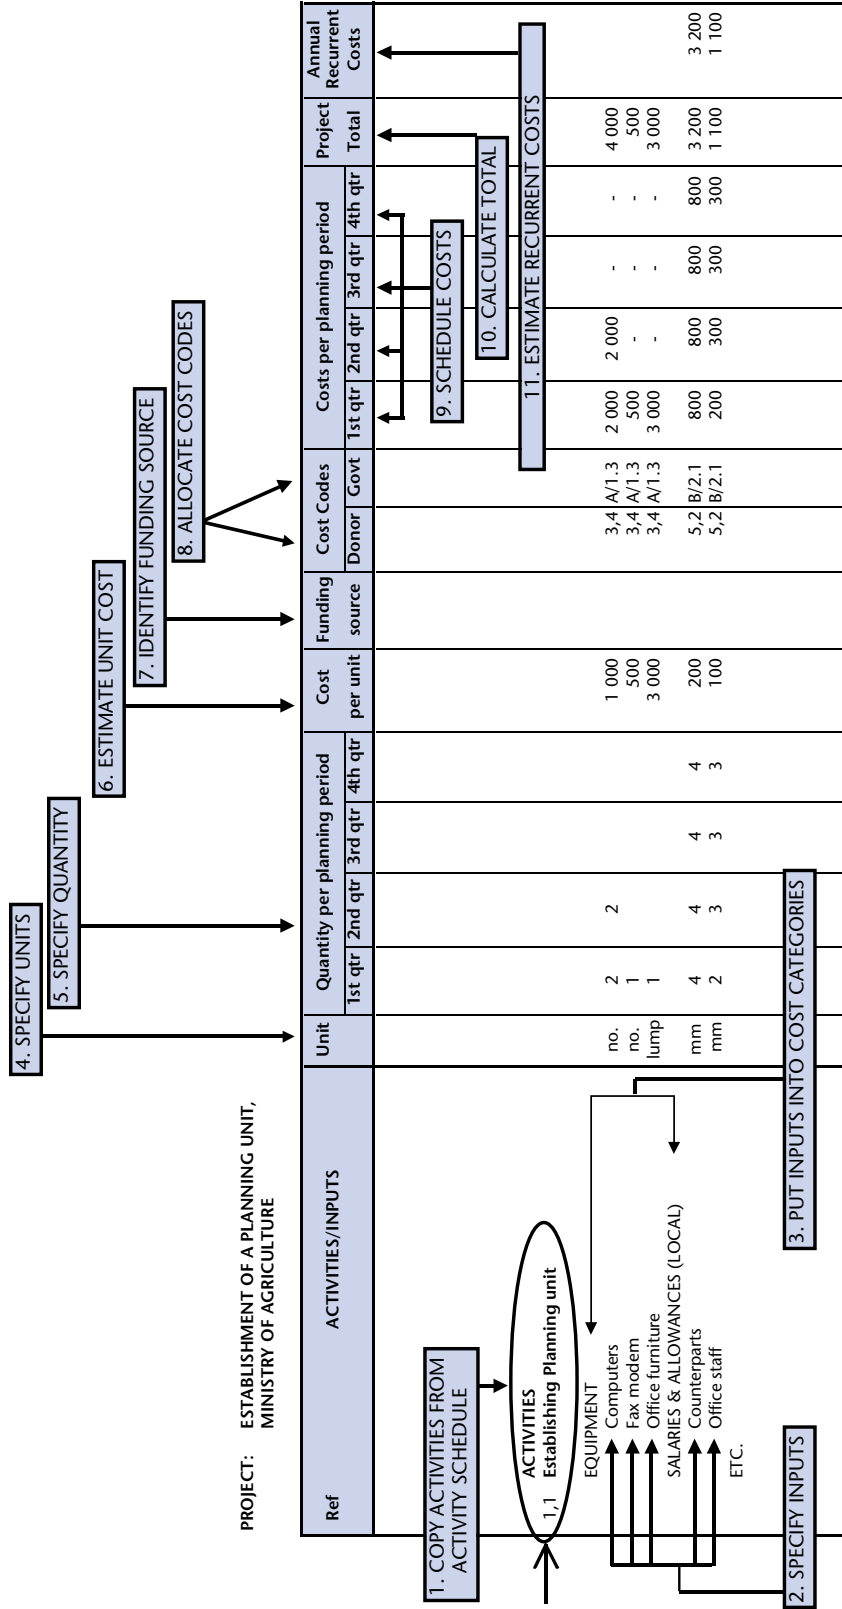 4. SPECIFY UNITS
5. SPECIFY QUANTITY
6. ESTIMATE UNIT COST
7. IDENTIFY FUNDING SOURCE
8. ALLOCATE COST CODES
PROJECT: ESTABLISHMENT OF A PLANNING UNIT,
MINISTRY OF AGRICULTURE
Ref ACTIVITIES/INPUTS Unit Quantity per planning period Cost Funding Cost Codes Costs per planning period Project Annual
Recurrent
1st qtr 2nd qtr 3rd qtr 4th qtr per unit source Donor Govt 1st qtr 2nd qtr 3rd qtr 4th qtr Total Costs
1. COPY ACTIVITIES FROM
ACTIVITY SCHEDULE
9. SCHEDULE COSTS
10. CALCULATE TOTAL
11. ESTIMATE RECURRENT COSTS
ACTIVITIES
1,1 Establishing Planning unit
EQUIPMENT
Computers no. 2 2 1 000 3,4 A/1.3 2 000 2 000 - - 4 000
Fax modem no. 1 500 3,4 A/1.3 500 - - - 500
Office furniture lump 1 3 000 3,4 A/1.3 3 000 - - - 3 000
SALARIES & ALLOWANCES (LOCAL)
Counterparts mm 4 4 4 4 200 5,2 B/2.1 800 800 800 800 3 200 3 200
Office staff mm 2 3 3 3 100 5,2 B/2.1 200 300 300 300 1 100 1 100
ETC.
2. SPECIFY INPUTS
3. PUT INPUTS INTO COST CATEGORIES